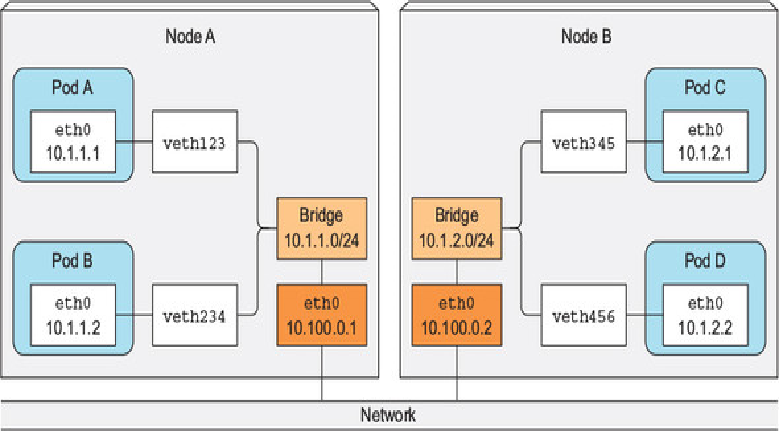 Node A
Pod A
eth0
10.1.1.1
veth123
Bridge
10.1.1.0/24
Pod B
eth0
10.1.1.2
veth234
eth0
10.100.0.1
Node B
Pod C
eth0
10.1.2.1
veth345
Bridge
10.1.2.0/24
Pod D
eth0
10.1.2.2
veth456
eth0
10.100.0.2
Network